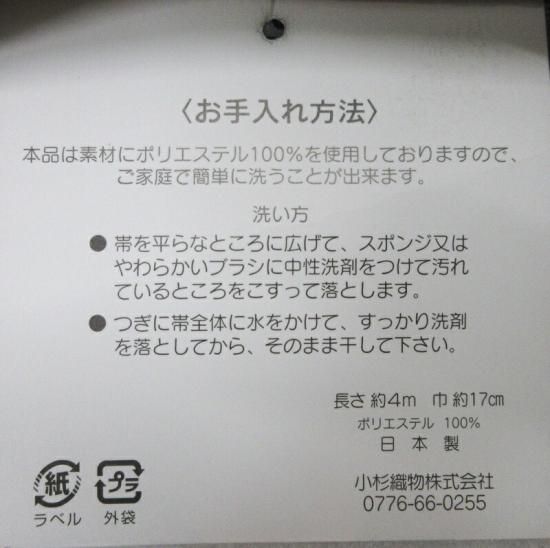 〈お手入れ方法〉
本品は素材にポリエステル100%を使用しておりますので、
ご家庭で簡単に洗うことが出来ます。
洗い方
● 帯を平らなところに広げて、スポンジ又は
やわらかいブラシに中性洗剤をつけて汚れ
ているところをこすって落とします。
● つぎに帯全体に水をかけて、すっかり洗剤
を落としてから、そのまま干して下さい。
長さ 約4m 巾 約17cm
ポリエステル 100%
日本製
紙
ラベル
プラ
外袋
小杉織物株式会社
0776-66-0255